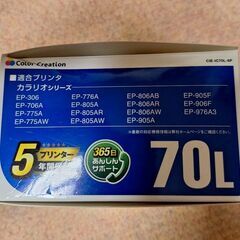 Color Creation
CIE-IC70L-6P
■適合プリンタ
カラリオシリーズ
EP-306 EP-776A EP-806AB EP-905F
EP-706A EP-805A EP-806AR EP-906F
EP-775A EP-805AR EP-806AW EP-976A3
EP-775AW EP-805AW EP-905A
5
プリンター
年間
365日
あんしん
サポート
70L